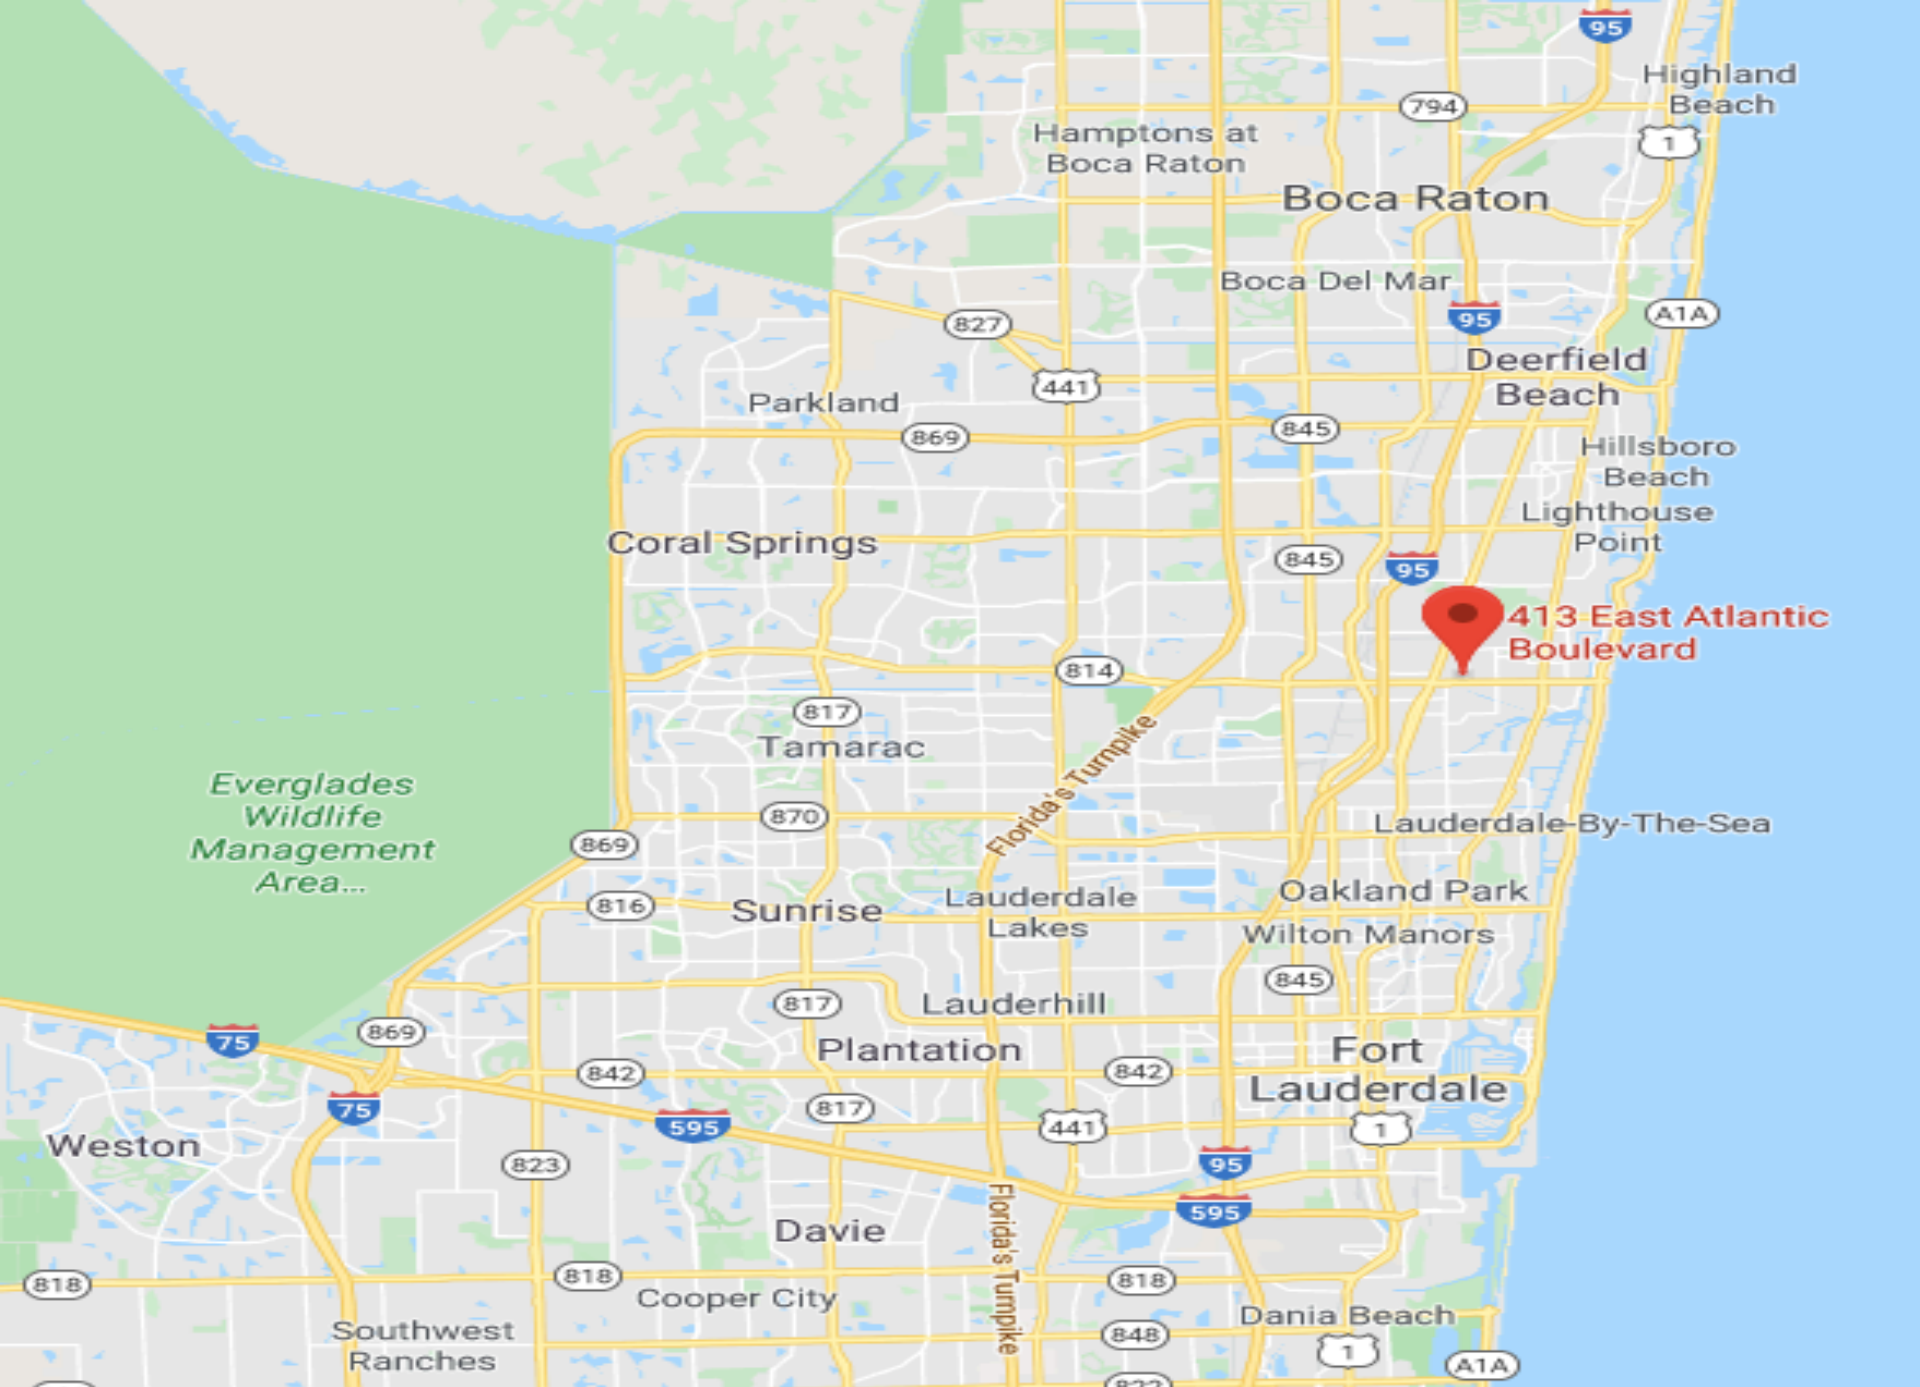 95
Highland
Beach
794
1
Hamptons at
Boca Raton
Boca Raton
Boca Del Mar
95
A1A
827
Deerfield
Beach
441
Parkland
869
845
Hillsboro
Beach
Lighthouse
Point
Coral Springs
845
95
413 East Atlantic
Boulevard
814
817
Tamarac
Florida's Turnpike
Everglades
Wildlife
Management
Area...
870
869
Lauderdale-By-The-Sea
816
Sunrise
Lauderdale
Lakes
Oakland Park
Wilton Manors
845
817
Lauderhill
75
869
Plantation
Fort
Lauderdale
842
842
75
817
595
441
1
Weston
823
95
595
Florida's Turnpike
Davie
818
818
818
Cooper City
Dania Beach
Southwest
Ranches
848
1
A1A